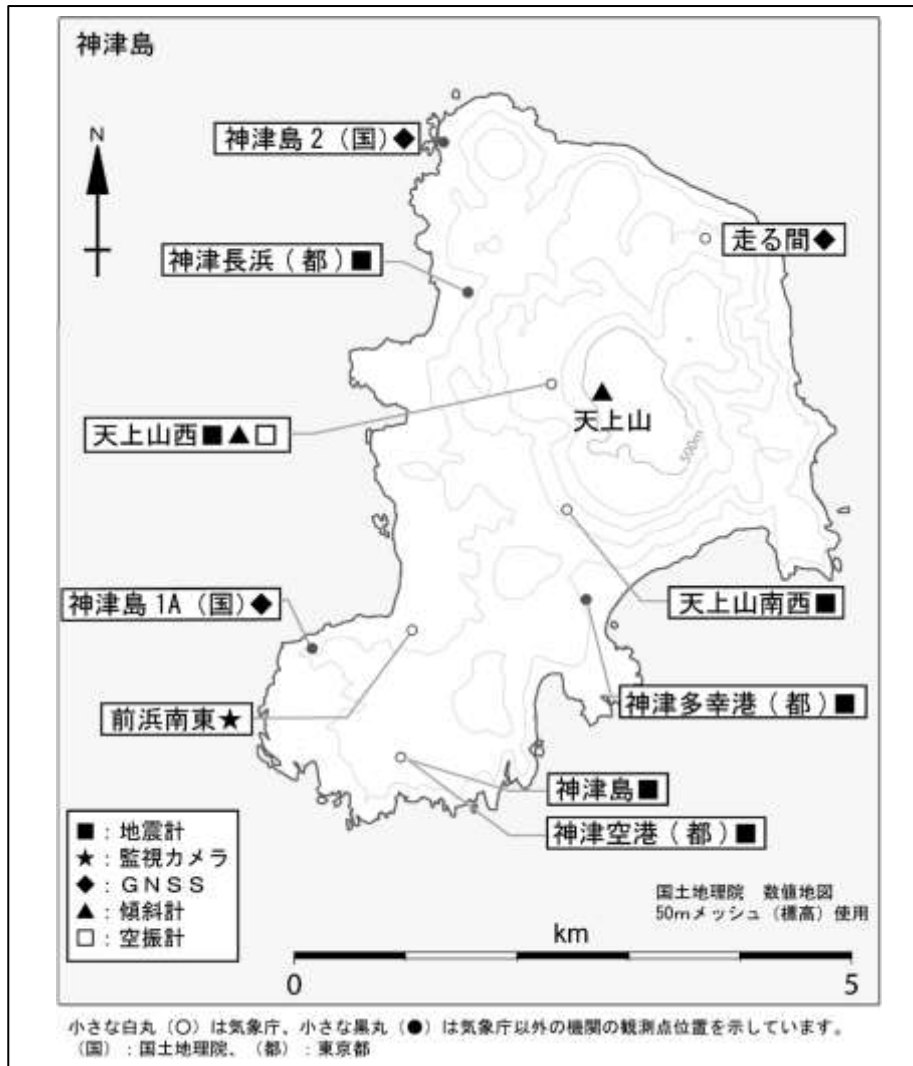 神津島
N
神津島2（国）◆
走る間◆
神津長浜（都）■
天上山西■▲□
天上山
500m
神津島1A（国）◆
天上山南西■
前浜南東★
神津多幸港（都）■
神津島■
神津空港（都）■
■：地震計
★：監視カメラ
◆：ＧＮＳＳ
▲：傾斜計
□：空振計
国土地理院　数値地図
50mメッシュ（標高）使用
km
0 5
小さな白丸（○）は気象庁、小さな黒丸（●）は気象庁以外の機関の観測点位置を示しています。
（国）：国土地理院、（都）：東京都